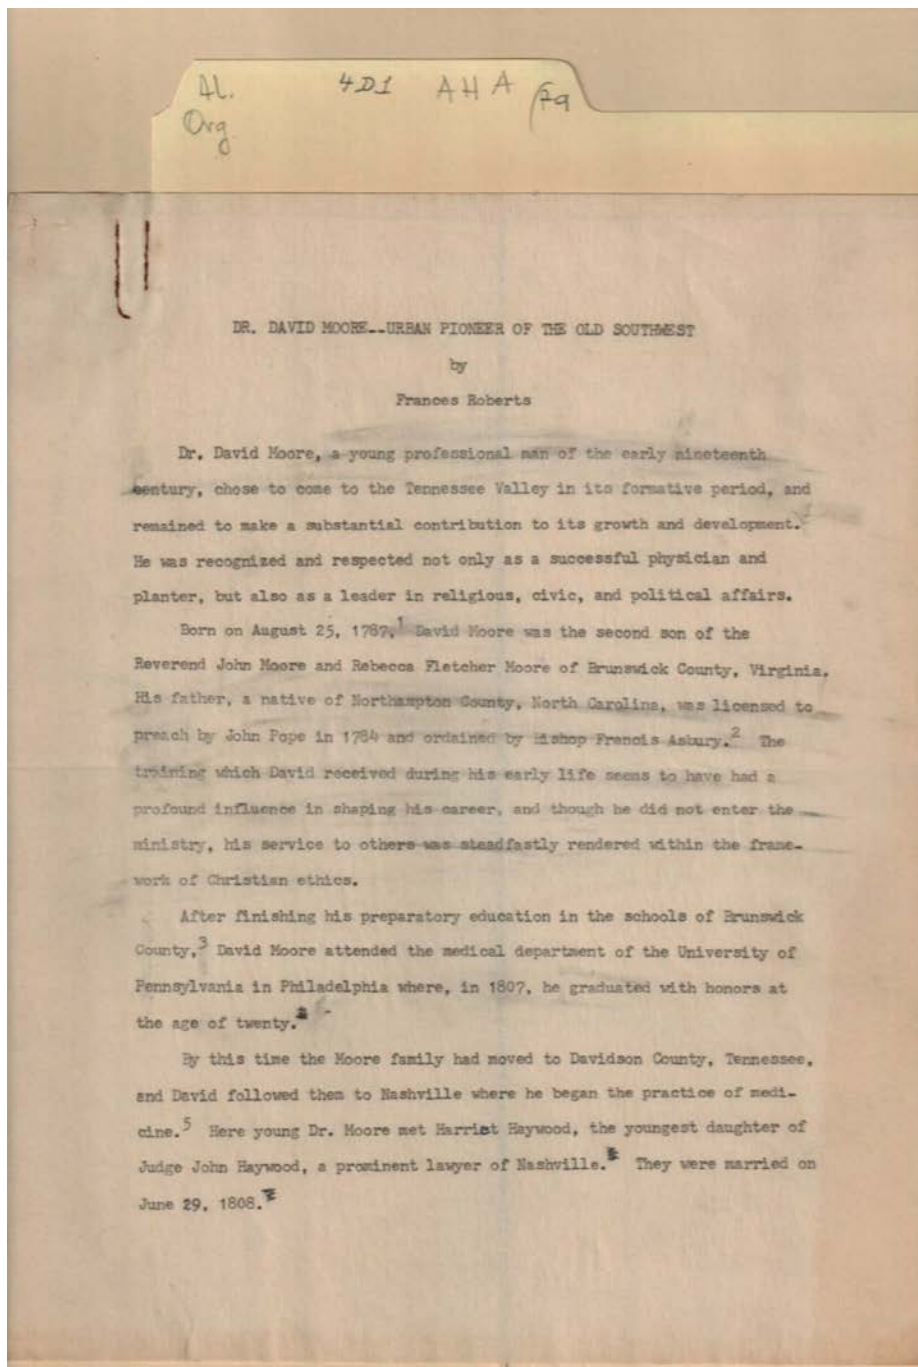 AL.
4D1
AHA
Org
DR. DAVID MOORE--URBAN PIONEER OF THE OLD SOUTHWEST
by
Frances Roberts
Dr. David Moore, a young professional man of the early nineteenth
century, chose to come to the Tennessee Valley in its formative period, and
remained to make a substantial contribution to its growth and development.
He was recognized and respected not only as a successful physician and
planter, but also as a leader in religious, civic, and political affairs.
Born on August 25, 1787,1 David Moore was the second son of the
Reverend John Moore and Rebecca Fletcher Moore of Brunswick County, Virginia.
His father, a native of Northampton County, North Carolina, was licensed to
preach by John Pope in 1784 and ordained by Bishop Francis Asbury.2 The
training which David received during his early life seems to have had a
profound influence in shaping his career, and though he did not enter the
ministry, his service to others was steadfastly rendered within the frame-
work of Christian ethics.
After finishing his preparatory education in the schools of Brunswick
County,3 David Moore attended the medical department of the University of
Pennsylvania in Philadelphia where, in 1807, he graduated with honors at
the age of twenty.
By this time the Moore family had moved to Davidson County, Tennessee,
and David followed them to Nashville where he began the practice of medi-
cine.5 Here young Dr. Moore met Harriet Haywood, the youngest daughter of
Judge John Haywood, a prominent lawyer of Nashville. They were married on
June 29, 1808.